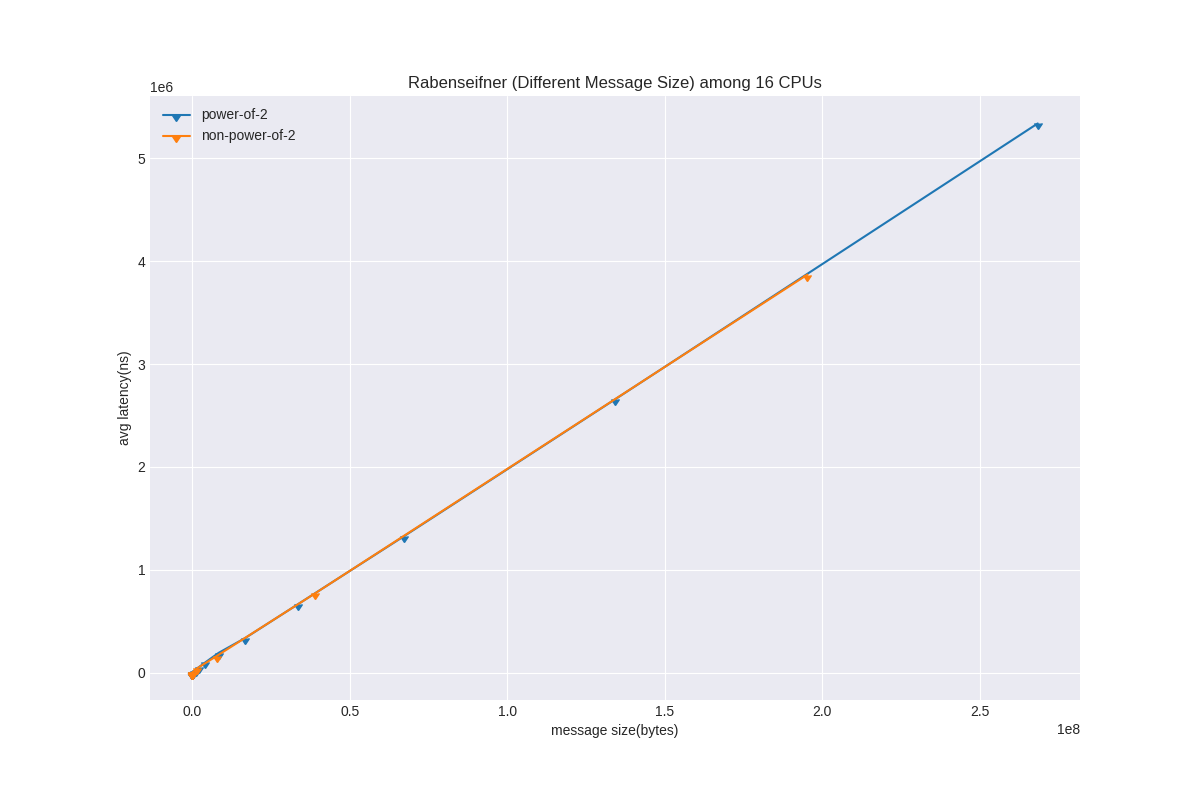 Rabenseifner (Different Message Size) among 16 CPUs
1e6
power-of-2
non-power-of-2
5
4
3
2
1
0
avg latency(ns)
0.0 0.5 1.0 1.5 2.0 2.5
message size(bytes)
1e8